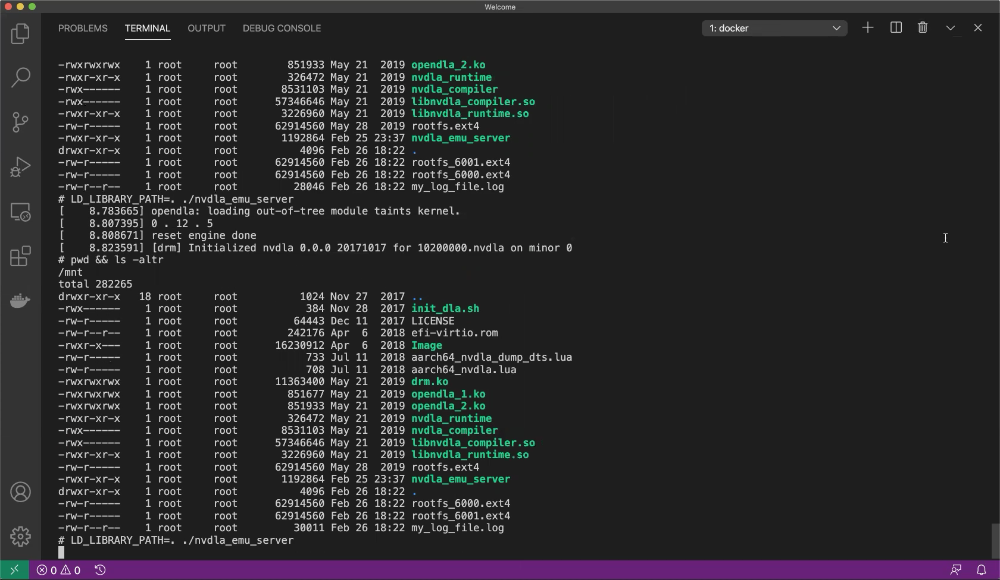 Welcome
PROBLEMS TERMINAL OUTPUT DEBUG CONSOLE 1: docker
-rwxrwxrwx 1 root root 851933 May 21 2019 opendla_2.ko
-rwxr-xr-x 1 root root 326472 May 21 2019 nvdla_runtime
-rwx------ 1 root root 8531103 May 21 2019 nvdla_compiler
-rwx------ 1 root root 57346646 May 21 2019 libnvdla_compiler.so
-rwxr-xr-x 1 root root 3226960 May 21 2019 libnvdla_runtime.so
-rw-r----- 1 root root 62914560 May 28 2019 rootfs.ext4
-rwxr-xr-x 1 root root 1192864 Feb 25 23:37 nvdla_emu_server
drwxr-xr-x 1 root root 4096 Feb 26 18:22 .
-rw-r----- 1 root root 62914560 Feb 26 18:22 rootfs_6001.ext4
-rw-r----- 1 root root 62914560 Feb 26 18:22 rootfs_6000.ext4
-rw-r--r-- 1 root root 28046 Feb 26 18:22 my_log_file.log
# LD_LIBRARY_PATH=. ./nvdla_emu_server
[ 8.783665] opendla: loading out-of-tree module taints kernel.
[ 8.807395] 0 . 12 . 5
[ 8.808671] reset engine done
[ 8.823591] [drm] Initialized nvdla 0.0.0 20171017 for 10200000.nvdla on minor 0
# pwd && ls -altr
/mnt
total 282265
drwxr-xr-x 18 root root 1024 Nov 27 2017 ..
-rwx------ 1 root root 384 Nov 28 2017 init_dla.sh
-rw-r----- 1 root root 64443 Dec 11 2017 LICENSE
-rw-r--r-- 1 root root 242176 Apr 6 2018 efi-virtio.rom
-rwxr-x--- 1 root root 16230912 Apr 6 2018 Image
-rw-r----- 1 root root 733 Jul 11 2018 aarch64_nvdla_dump_dts.lua
-rw-r----- 1 root root 708 Jul 11 2018 aarch64_nvdla.lua
-rwxrwxrwx 1 root root 11363400 May 21 2019 drm.ko
-rwxrwxrwx 1 root root 851677 May 21 2019 opendla_1.ko
-rwxrwxrwx 1 root root 851933 May 21 2019 opendla_2.ko
-rwxr-xr-x 1 root root 326472 May 21 2019 nvdla_runtime
-rwx------ 1 root root 8531103 May 21 2019 nvdla_compiler
-rwx------ 1 root root 57346646 May 21 2019 libnvdla_compiler.so
-rwxr-xr-x 1 root root 3226960 May 21 2019 libnvdla_runtime.so
-rw-r----- 1 root root 62914560 May 28 2019 rootfs.ext4
-rwxr-xr-x 1 root root 1192864 Feb 25 23:37 nvdla_emu_server
drwxr-xr-x 1 root root 4096 Feb 26 18:22 .
-rw-r----- 1 root root 62914560 Feb 26 18:22 rootfs_6000.ext4
-rw-r----- 1 root root 62914560 Feb 26 18:22 rootfs_6001.ext4
-rw-r--r-- 1 root root 30011 Feb 26 18:22 my_log_file.log
# LD_LIBRARY_PATH=. ./nvdla_emu_server
0 0